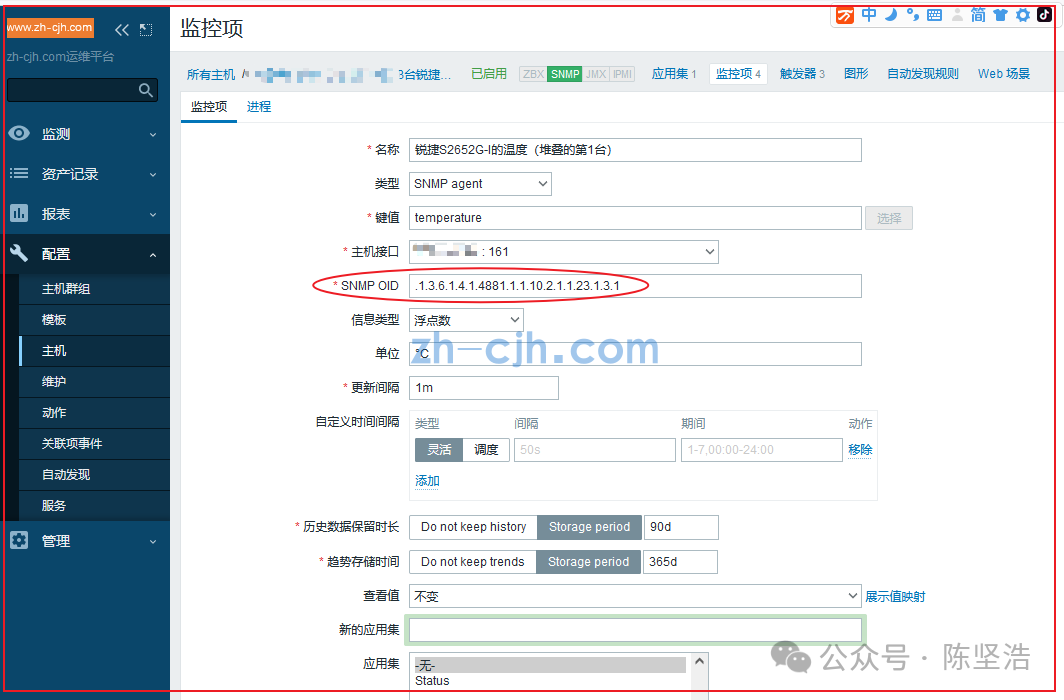 www.zh-cjh.com
zh-cjh.com运维平台
监测
资产记录
报表
配置
主机群组
模板
主机
维护
动作
关联项事件
自动发现
服务
管理
中 简
监控项
所有主机 / 3台锐捷... 已启用 ZBX SNMP JMX IPMI 应用集 1 监控项 4 触发器 3 图形 自动发现规则 Web 场景
监控项 进程
* 名称 锐捷S2652G-I的温度（堆叠的第1台）
类型 SNMP agent
* 键值 temperature 选择
* 主机接口 : 161
* SNMP OID .1.3.6.1.4.1.4881.1.1.10.2.1.1.23.1.3.1
信息类型 浮点数
单位 °C
zh-cjh.com
* 更新间隔 1m
自定义时间间隔 类型 间隔 期间 动作
灵活 调度 50s 1-7,00:00-24:00 移除
添加
* 历史数据保留时长 Do not keep history Storage period 90d
* 趋势存储时间 Do not keep trends Storage period 365d
查看值 不变 展示值映射
新的应用集
应用集 -无-
Status
公众号 · 陈坚浩